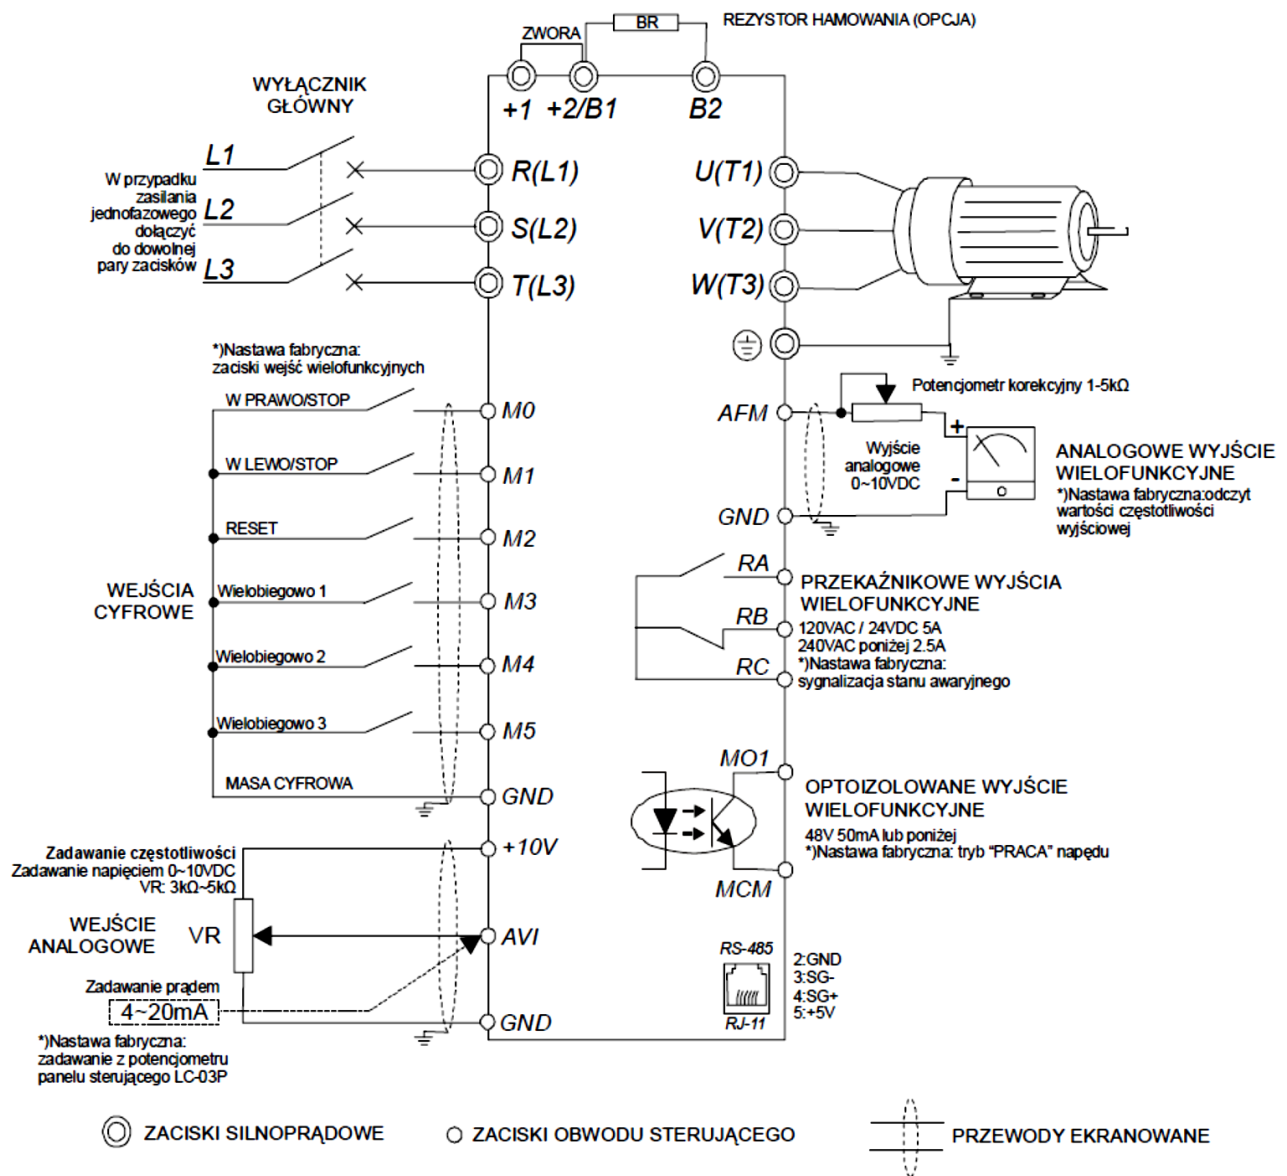 BR
REZYSTOR HAMOWANIA (OPCJA)
ZWORA
WYŁĄCZNIK
GŁÓWNY
+1
+2/B1
B2
L1
R(L1)
U(T1)
W przypadku
zasilania
jednofazowego
dołączyć
do dowolnej
pary zacisków
L2
S(L2)
V(T2)
L3
T(L3)
W(T3)
*)Nastawa fabryczna:
zaciski wejść wielofunkcyjnych
W PRAWO/STOP
M0
W LEWO/STOP
M1
RESET
M2
WEJŚCIA
CYFROWE
Wielobiegowo 1
M3
Wielobiegowo 2
M4
Wielobiegowo 3
M5
MASA CYFROWA
GND
AFM
Potencjometr korekcyjny 1-5kΩ
+
-
Wyjście
analogowe
0~10VDC
ANALOGOWE WYJŚCIE
WIELOFUNKCYJNE
*)Nastawa fabryczna:odczyt
wartości częstotliwości
wyjściowej
GND
RA
RB
RC
PRZEKAŹNIKOWE WYJŚCIA
WIELOFUNKCYJNE
120VAC / 24VDC 5A
240VAC poniżej 2.5A
*)Nastawa fabryczna:
sygnalizacja stanu awaryjnego
MO1
MCM
OPTOIZOLOWANE WYJŚCIE
WIELOFUNKCYJNE
48V 50mA lub poniżej
*)Nastawa fabryczna: tryb "PRACA" napędu
+10V
Zadawanie częstotliwości
Zadawanie napięciem 0~10VDC
VR: 3kΩ~5kΩ
WEJŚCIE
ANALOGOWE
VR
AVI
Zadawanie prądem
4~20mA
GND
*)Nastawa fabryczna:
zadawanie z potencjometru
panelu sterującego LC-03P
RS-485
RJ-11
2:GND
3:SG-
4:SG+
5:+5V
ZACISKI SILNOPRĄDOWE
ZACISKI OBWODU STERUJĄCEGO
PRZEWODY EKRANOWANE